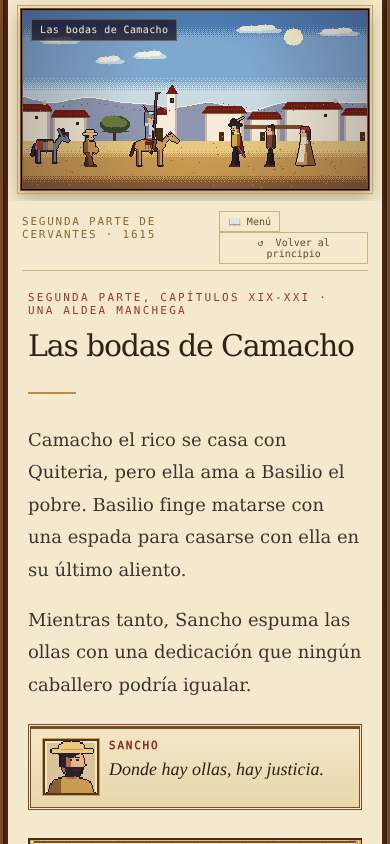 Las bodas de Camacho
SEGUNDA PARTE DE
CERVANTES · 1615
📖 Menú
↺ Volver al
principio
SEGUNDA PARTE, CAPÍTULOS XIX-XXI ·
UNA ALDEA MANCHEGA
Las bodas de Camacho
Camacho el rico se casa con
Quiteria, pero ella ama a Basilio el
pobre. Basilio finge matarse con
una espada para casarse con ella en
su último aliento.
Mientras tanto, Sancho espuma las
ollas con una dedicación que ningún
caballero podría igualar.
SANCHO
Donde hay ollas, hay justicia.